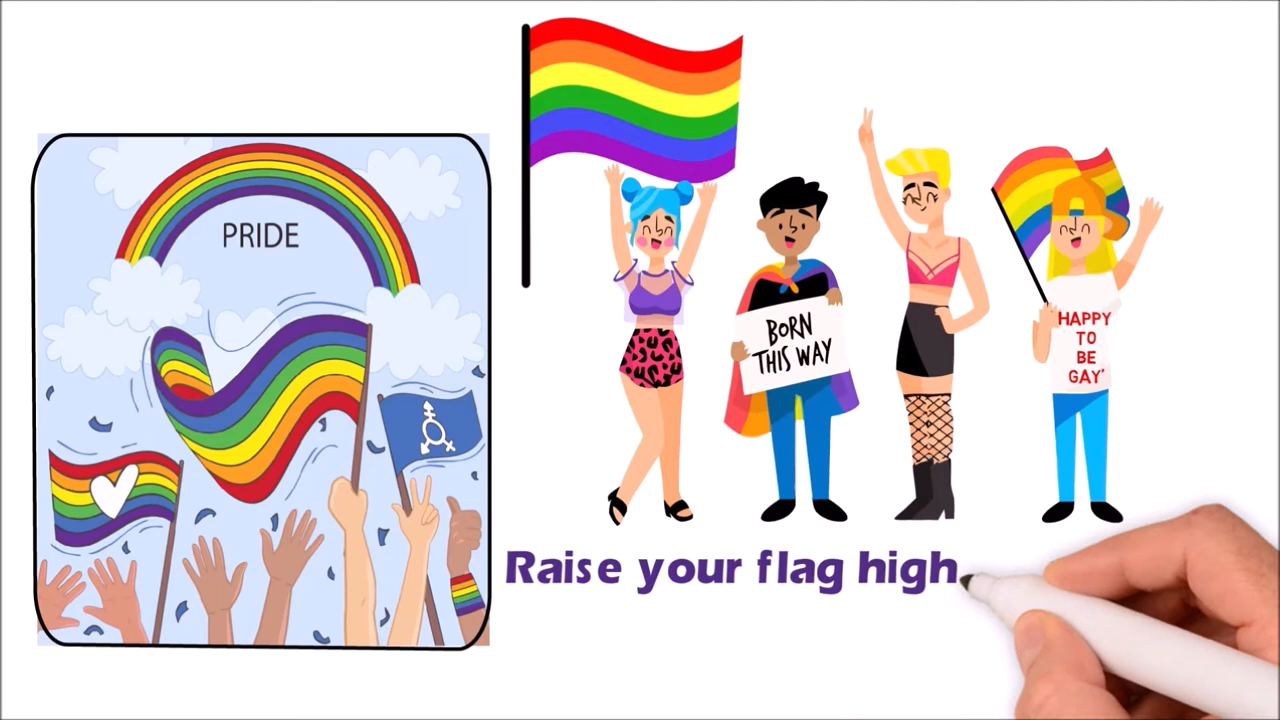 PRIDE
BORN
THIS WAY
HAPPY
TO
BE
GAY'
Raise your flag high